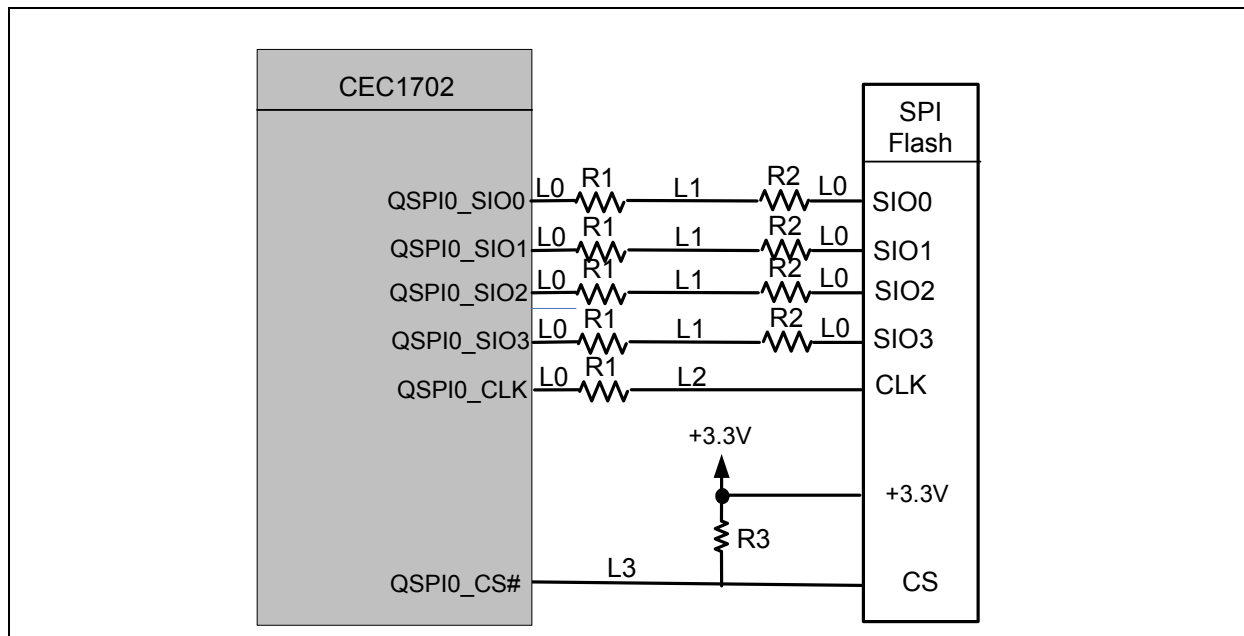 CEC1702
SPI
Flash
QSPI0_SIO0 L0 R1 L1 R2 L0 SIO0
QSPI0_SIO1 L0 R1 L1 R2 L0 SIO1
QSPI0_SIO2 L0 R1 L1 R2 L0 SIO2
QSPI0_SIO3 L0 R1 L1 R2 L0 SIO3
QSPI0_CLK L0 R1 L2 CLK
+3.3V
+3.3V
R3
QSPI0_CS# L3 CS